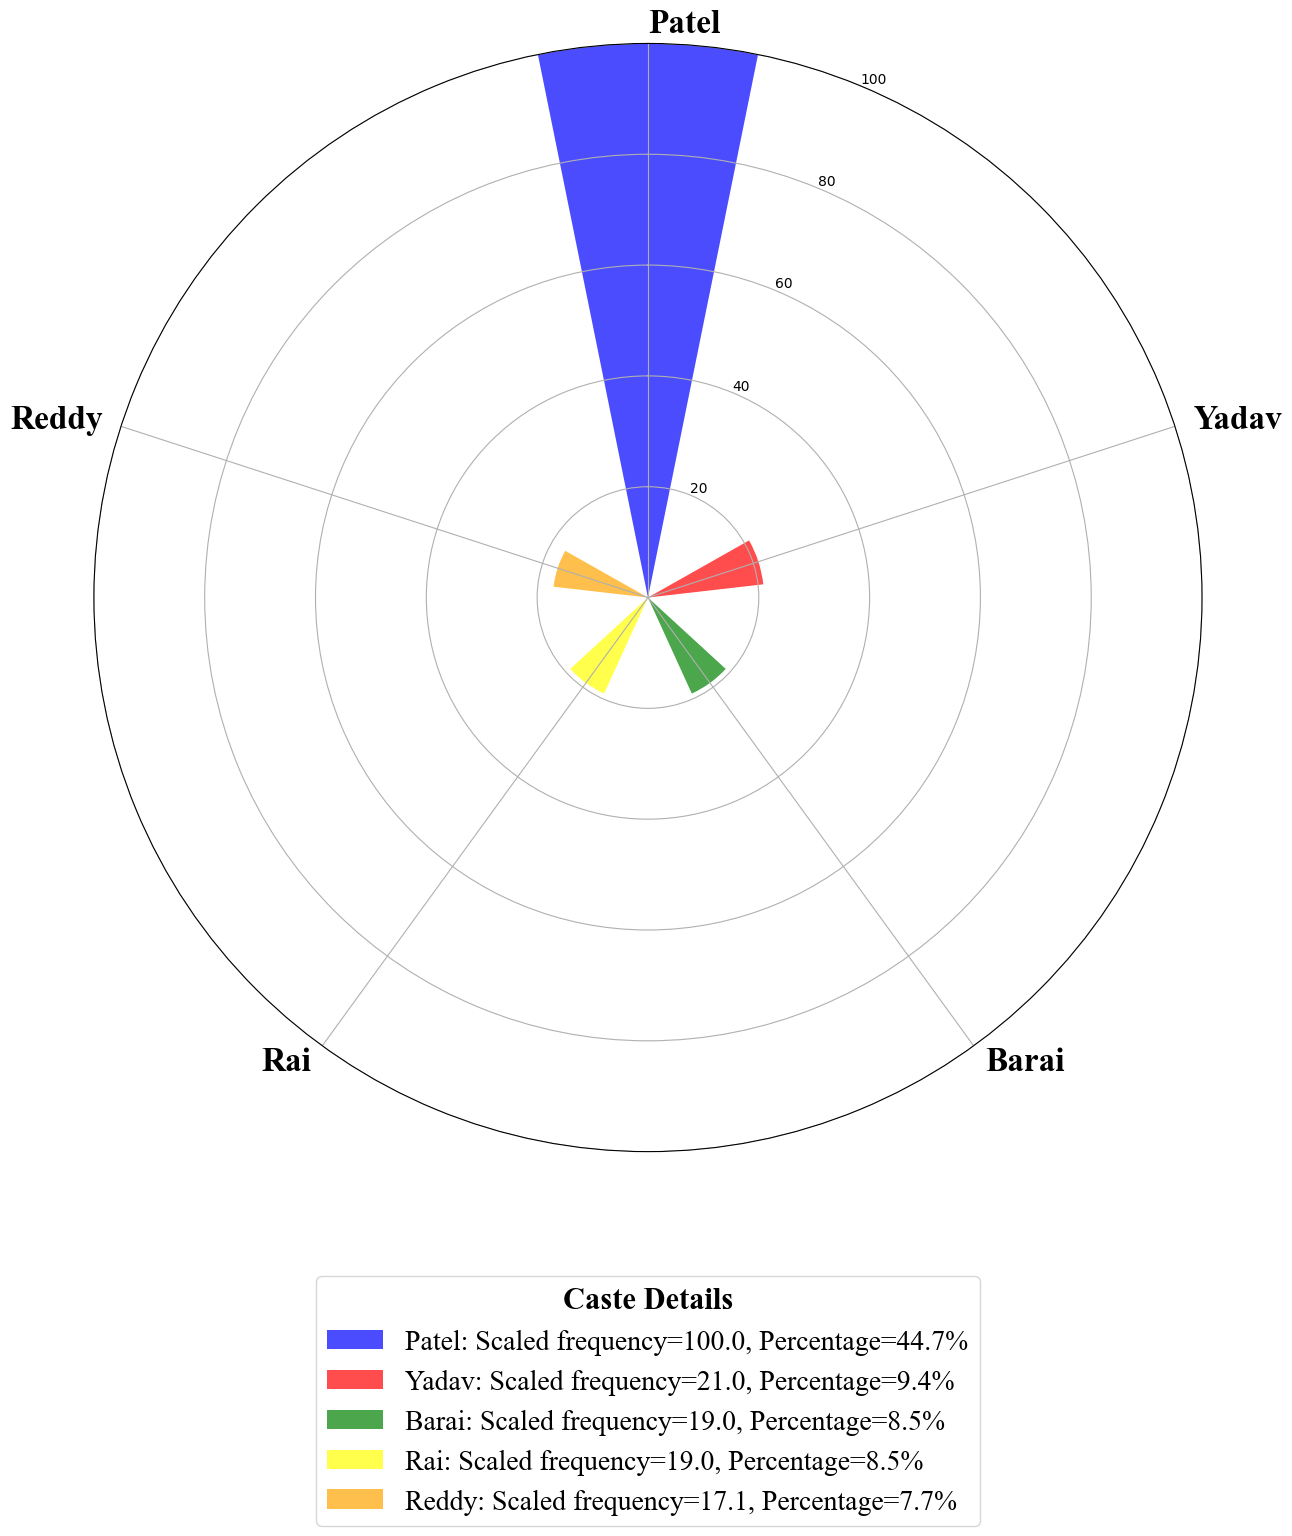 Patel
100
80
60
40
20
Reddy
Yadav
Rai
Barai
Caste Details
Patel: Scaled frequency=100.0, Percentage=44.7%
Yadav: Scaled frequency=21.0, Percentage=9.4%
Barai: Scaled frequency=19.0, Percentage=8.5%
Rai: Scaled frequency=19.0, Percentage=8.5%
Reddy: Scaled frequency=17.1, Percentage=7.7%